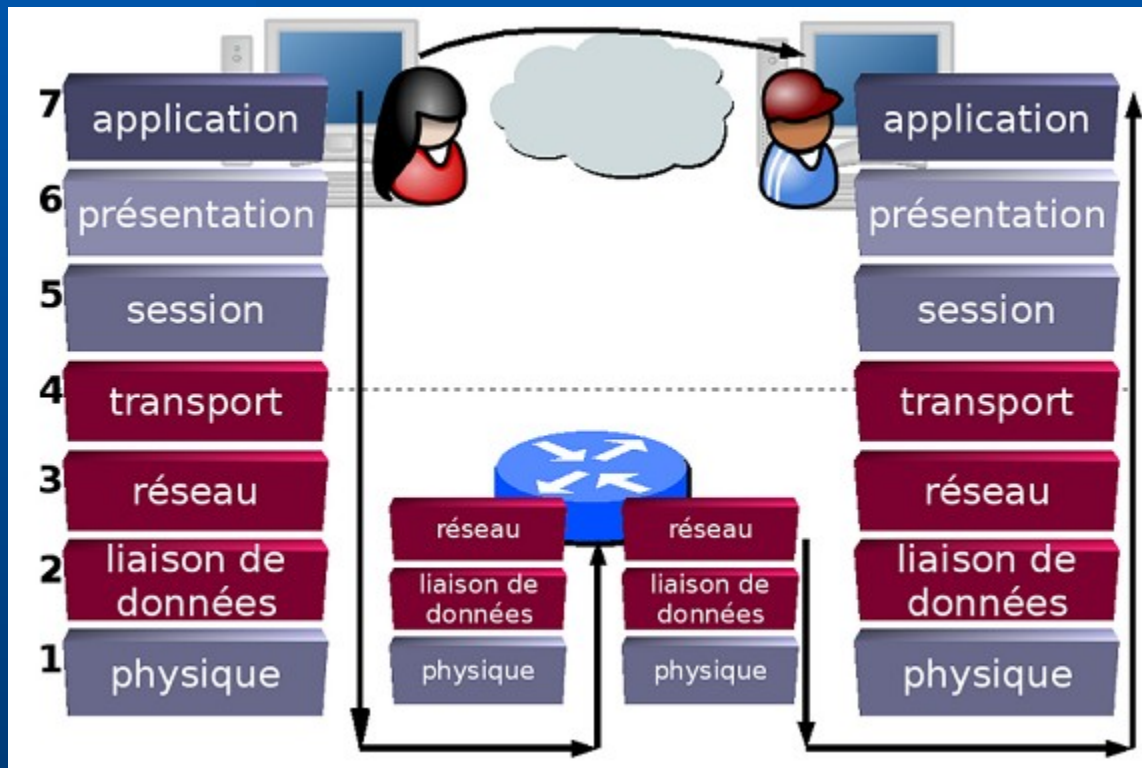 7
application
application
6
présentation
présentation
5
session
session
4
transport
transport
3
réseau
réseau
réseau
réseau
2
liaison de
données
liaison de
données
liaison de
données
liaison de
données
1
physique
physique
physique
physique